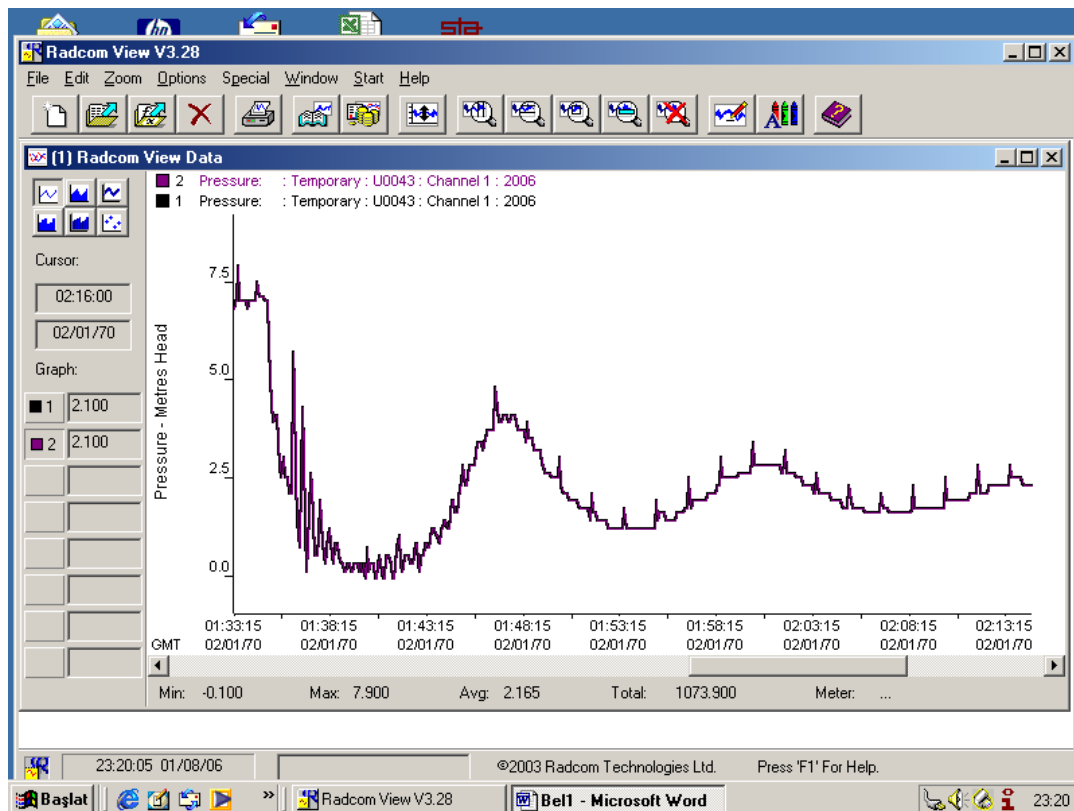 hp
sta
Radcom View V3.28
File Edit Zoom Options Special Window Start Help
(1) Radcom View Data
2 Pressure: : Temporary : U0043 : Channel 1 : 2006
1 Pressure: : Temporary : U0043 : Channel 1 : 2006
Cursor:
02:16:00
02/01/70
Graph:
1 2.100
2 2.100
Pressure - Metres Head
7.5
5.0
2.5
0.0
01:33:15 01:38:15 01:43:15 01:48:15 01:53:15 01:58:15 02:03:15 02:08:15 02:13:15
GMT 02/01/70 02/01/70 02/01/70 02/01/70 02/01/70 02/01/70 02/01/70 02/01/70 02/01/70
Min: -0.100 Max: 7.900 Avg: 2.165 Total: 1073.900 Meter: ...
23:20:05 01/08/06 ©2003 Radcom Technologies Ltd. Press 'F1' For Help.
Başlat » Radcom View V3.28 Bel1 - Microsoft Word 23:20